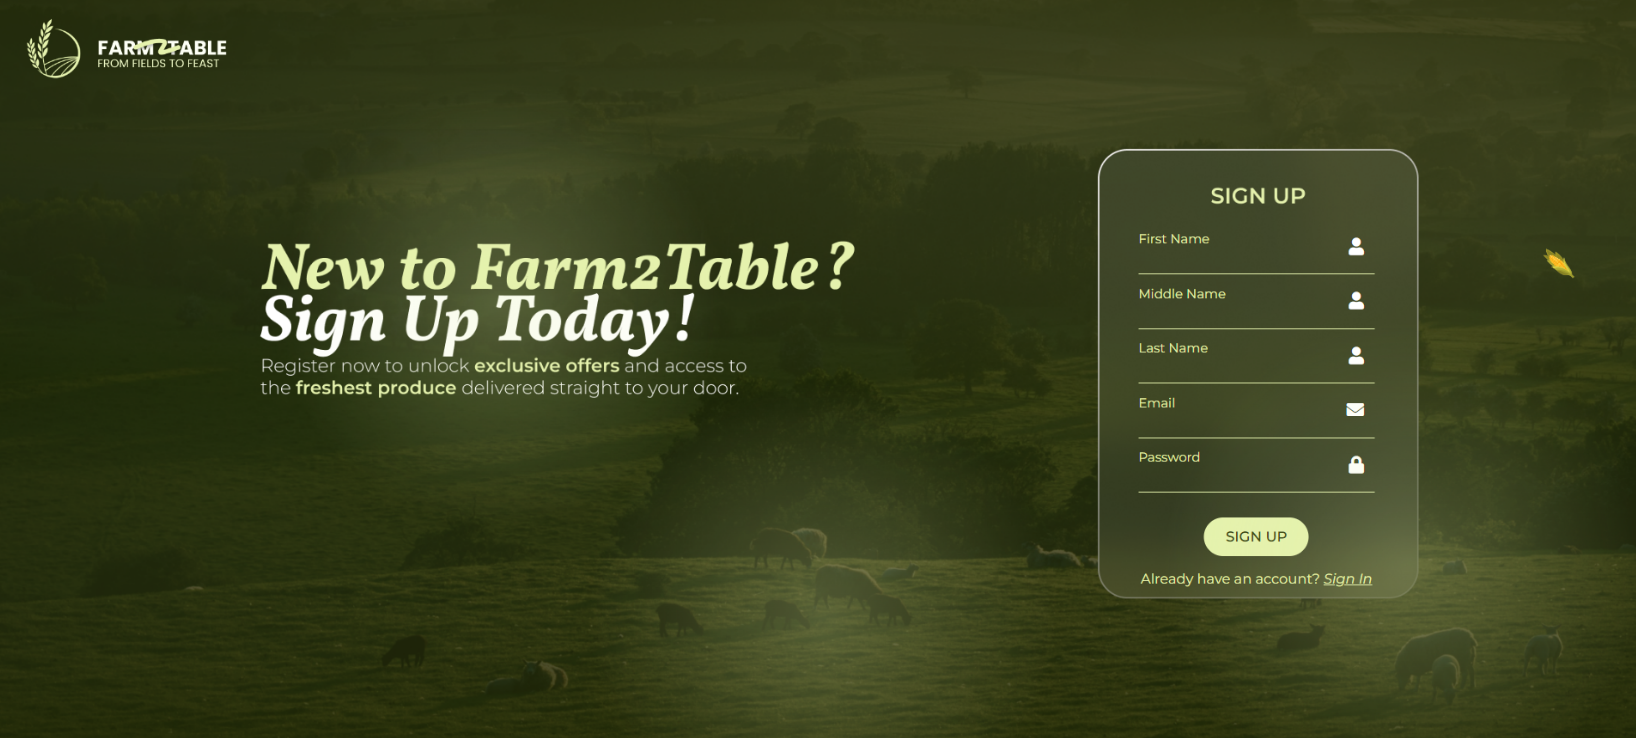 FARM2TABLE
FROM FIELDS TO FEAST
New to Farm2Table?
Sign Up Today!
Register now to unlock exclusive offers and access to
the freshest produce delivered straight to your door.
SIGN UP
First Name
Middle Name
Last Name
Email
Password
SIGN UP
Already have an account? Sign In